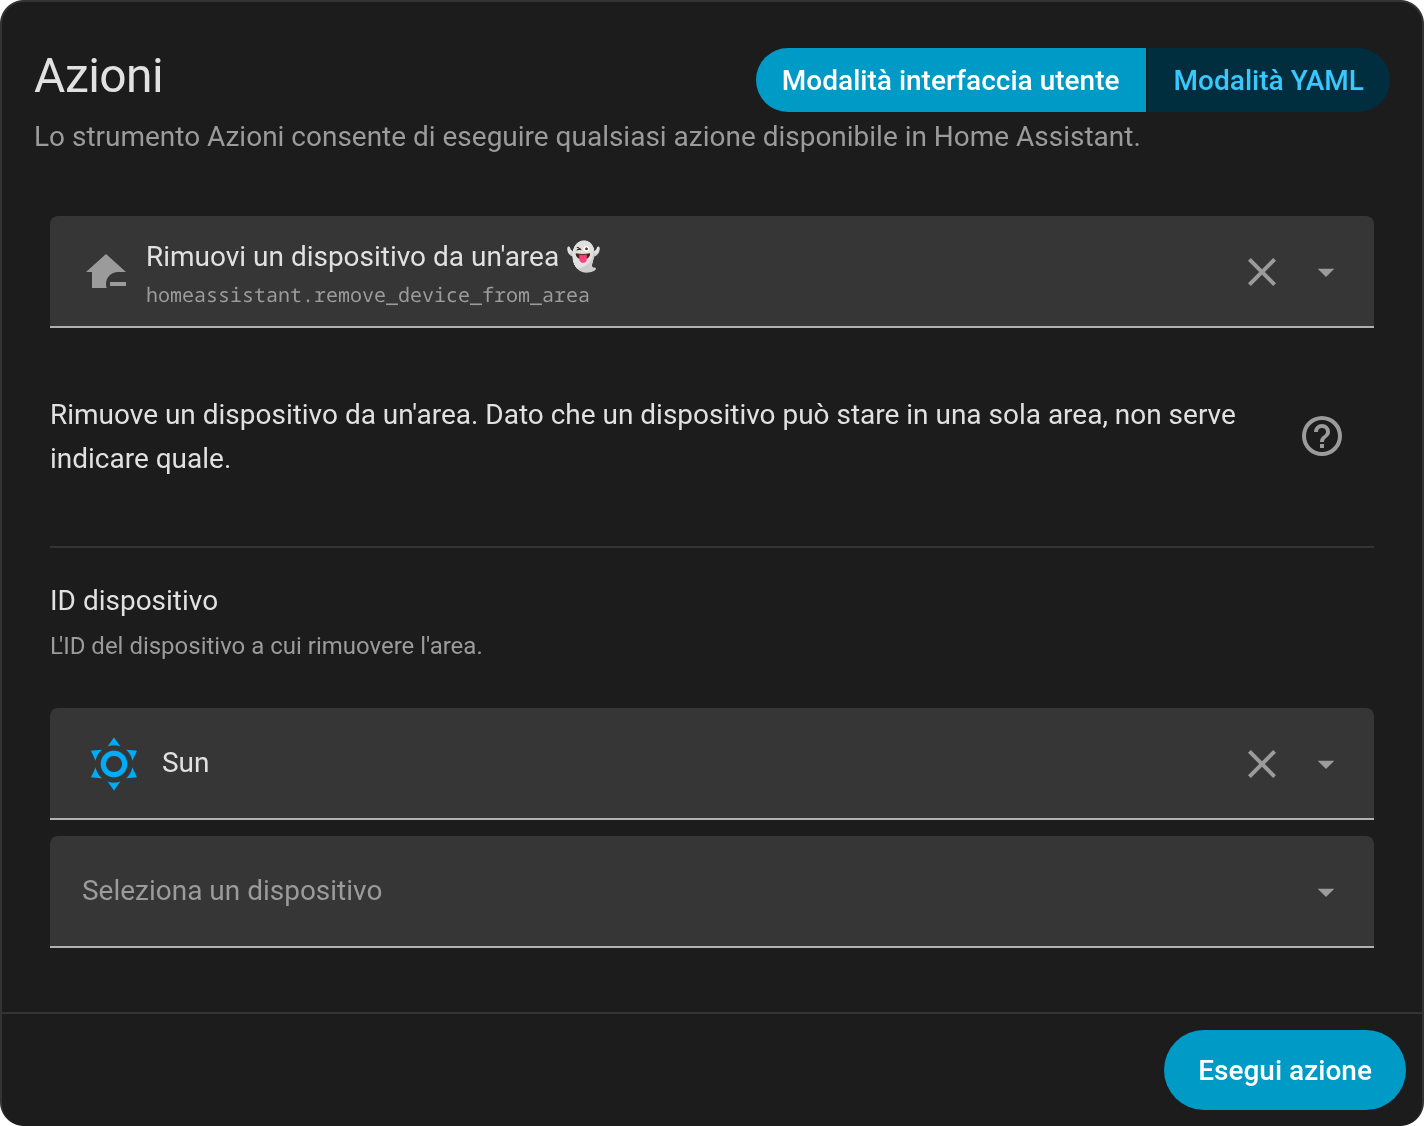 Azioni
Modalità interfaccia utente
Modalità YAML
Lo strumento Azioni consente di eseguire qualsiasi azione disponibile in Home Assistant.
Rimuovi un dispositivo da un'area 👻
homeassistant.remove_device_from_area
Rimuove un dispositivo da un'area. Dato che un dispositivo può stare in una sola area, non serve
indicare quale.
ID dispositivo
L'ID del dispositivo a cui rimuovere l'area.
Sun
Seleziona un dispositivo
Esegui azione